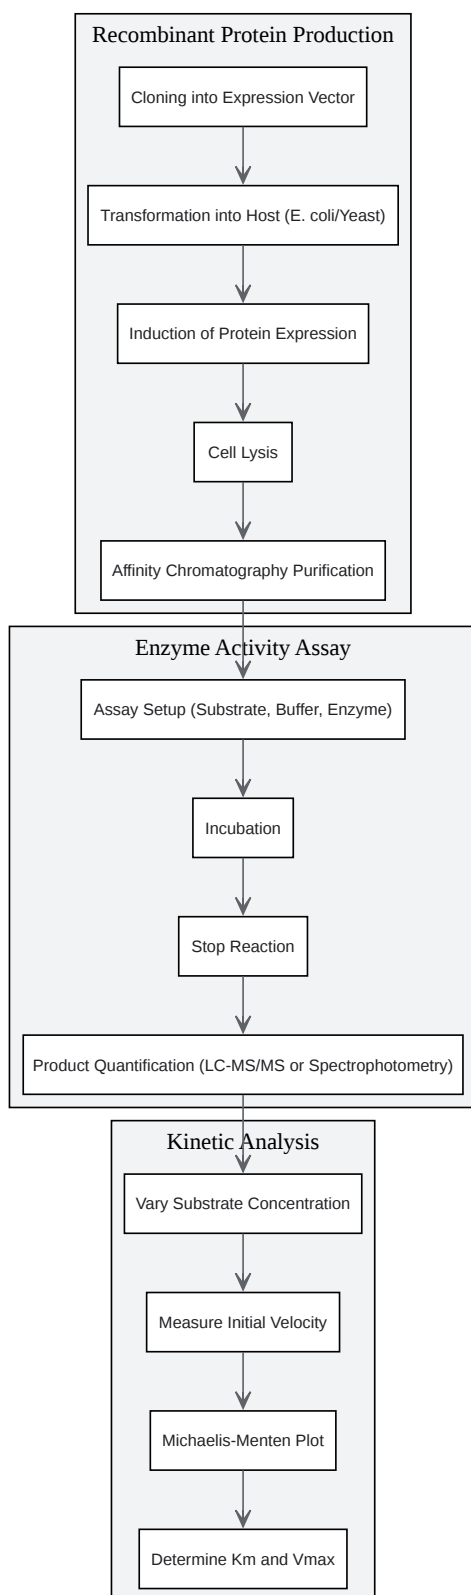 Recombinant Protein Production
Cloning into Expression Vector
Transformation into Host (E. coli/Yeast)
Induction of Protein Expression
Cell Lysis
Affinity Chromatography Purification
Enzyme Activity Assay
Assay Setup (Substrate, Buffer, Enzyme)
Incubation
Stop Reaction
Product Quantification (LC-MS/MS or Spectrophotometry)
Kinetic Analysis
Vary Substrate Concentration
Measure Initial Velocity
Michaelis-Menten Plot
Determine Km and Vmax